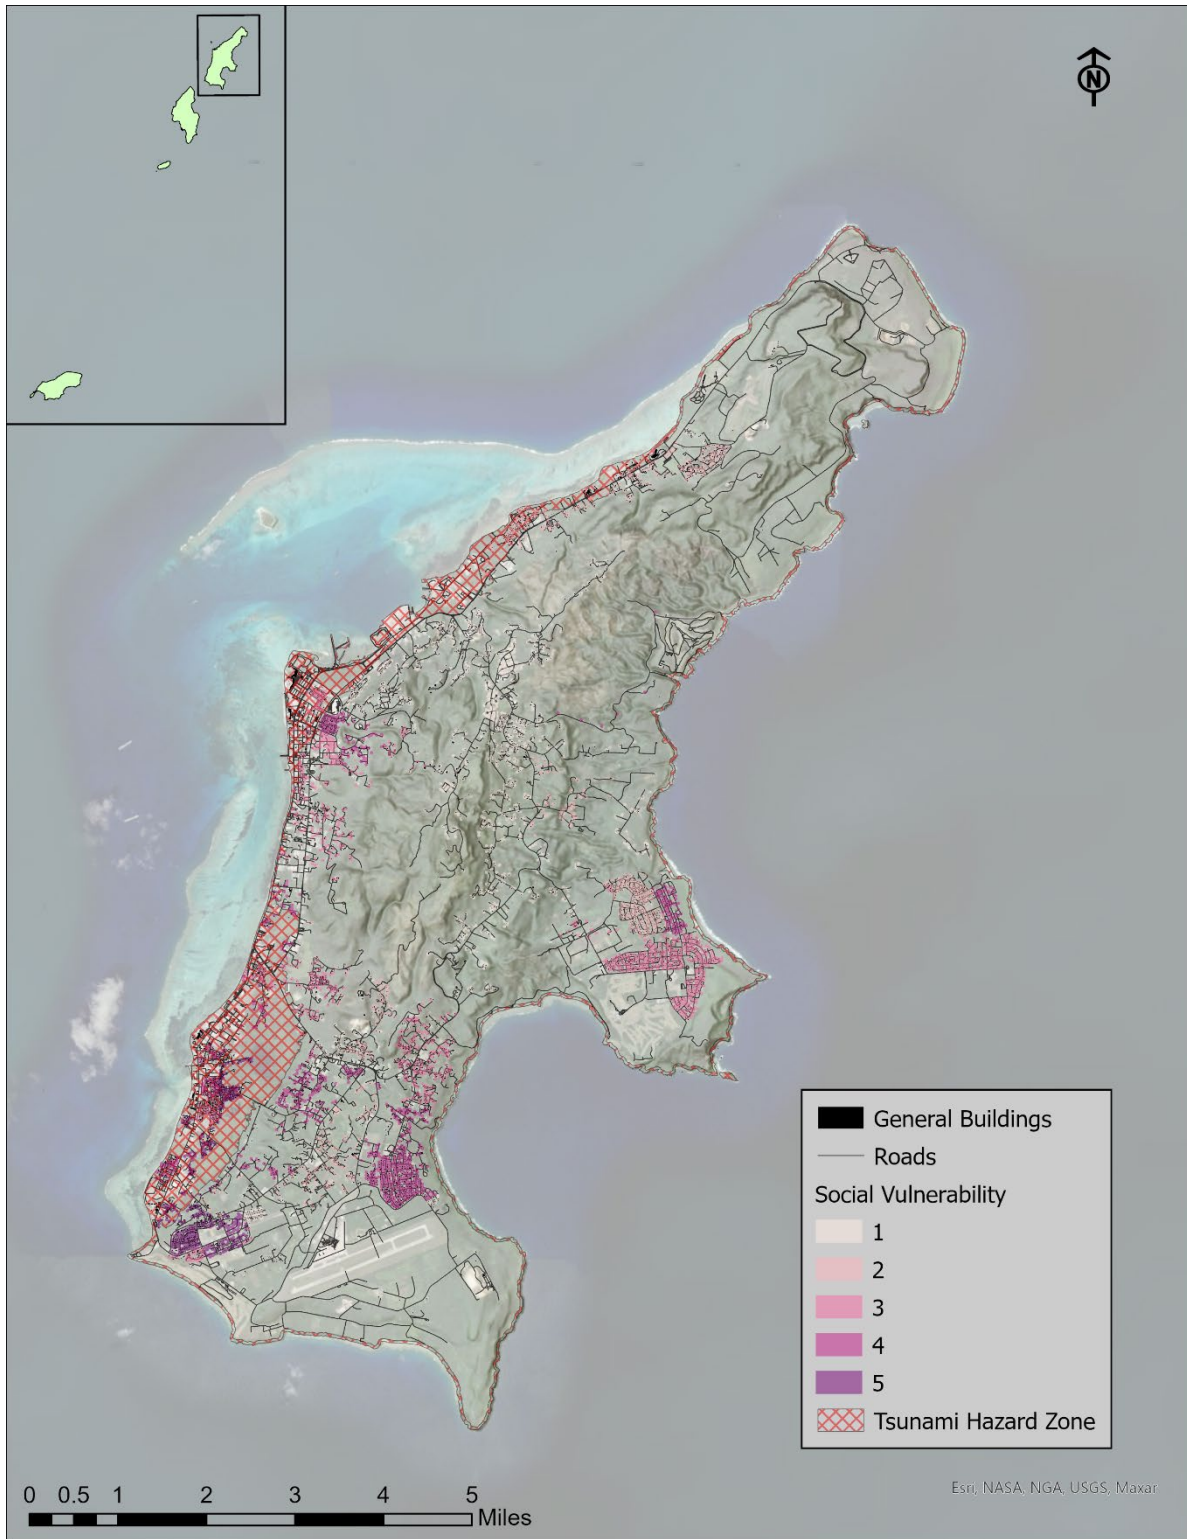 N
General Buildings
Roads
Social Vulnerability
1
2
3
4
5
Tsunami Hazard Zone
Esri, NASA, NGA, USGS, Maxar
0 0.5 1 2 3 4 5
Miles